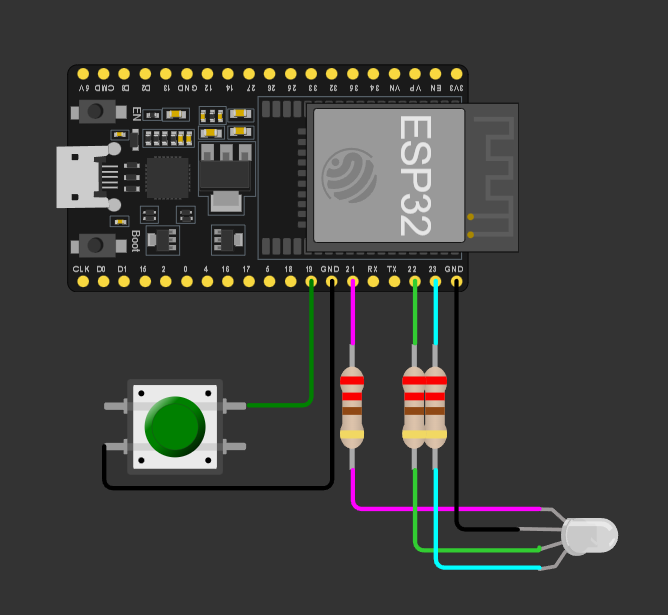 5V CMD D3 D2 13 GND 12 14 27 26 25 33 32 35 34 VN VP EN 3V3
EN
ESP32
Boot
CLK D0 D1 15 2 0 4 16 17 5 18 19 GND 21 RX TX 22 23 GND